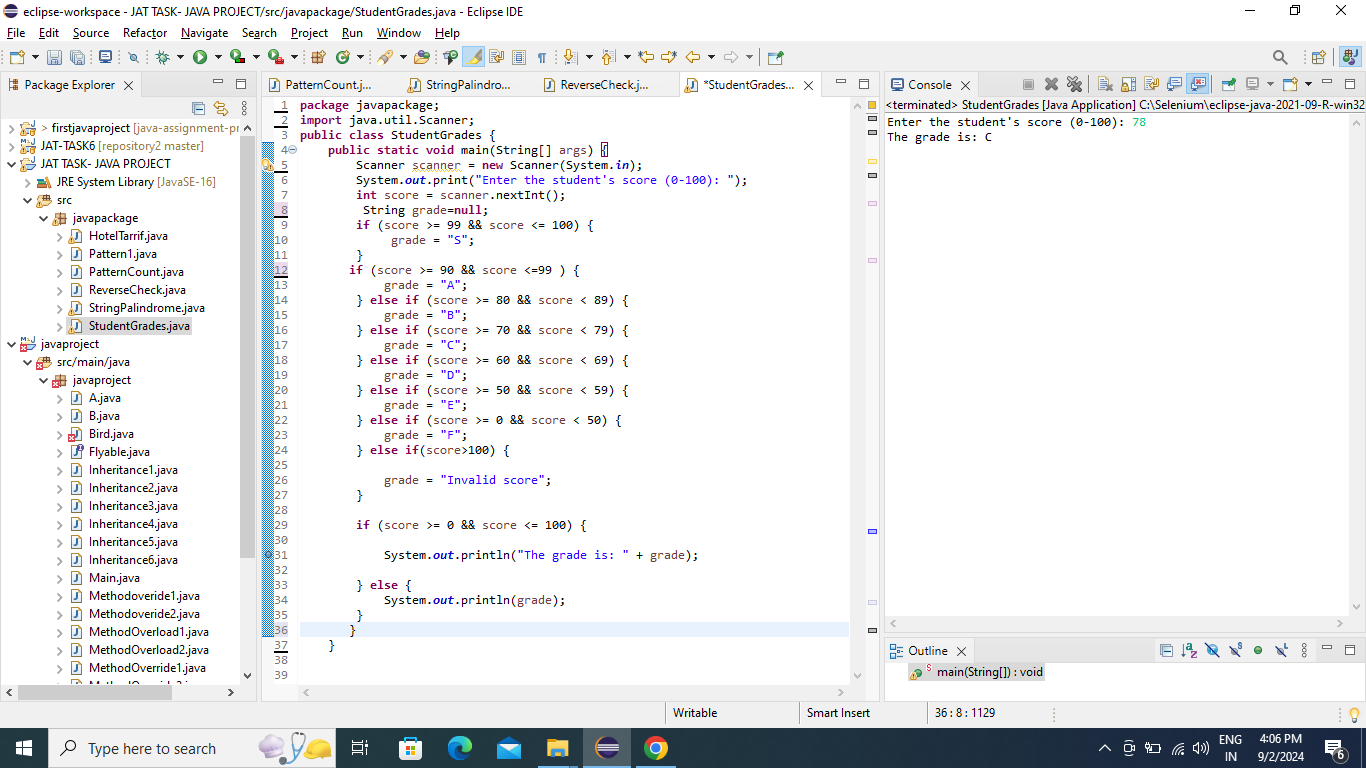 eclipse-workspace - JAT TASK- JAVA PROJECT/src/javapackage/StudentGrades.java - Eclipse IDE
File Edit Source Refactor Navigate Search Project Run Window Help
Package Explorer
> firstjavaproject [java-assignment-pr
JAT-TASK6 [repository2 master]
JAT TASK- JAVA PROJECT
JRE System Library [JavaSE-16]
src
javapackage
HotelTarrif.java
Pattern1.java
PatternCount.java
ReverseCheck.java
StringPalindrome.java
StudentGrades.java
javaproject
src/main/java
javaproject
A.java
B.java
Bird.java
Flyable.java
Inheritance1.java
Inheritance2.java
Inheritance3.java
Inheritance4.java
Inheritance5.java
Inheritance6.java
Main.java
Methodoveride1.java
Methodoveride2.java
MethodOverload1.java
MethodOverload2.java
MethodOverride1.java
PatternCount.j... StringPalindro... ReverseCheck.j... *StudentGrades...
1 package javapackage;
2 import java.util.Scanner;
3 public class StudentGrades {
4 public static void main(String[] args) {
5 Scanner scanner = new Scanner(System.in);
6 System.out.print("Enter the student's score (0-100): ");
7 int score = scanner.nextInt();
8 String grade=null;
9 if (score >= 99 && score <= 100) {
10 grade = "S";
11 }
12 if (score >= 90 && score <=99 ) {
13 grade = "A";
14 } else if (score >= 80 && score < 89) {
15 grade = "B";
16 } else if (score >= 70 && score < 79) {
17 grade = "C";
18 } else if (score >= 60 && score < 69) {
19 grade = "D";
20 } else if (score >= 50 && score < 59) {
21 grade = "E";
22 } else if (score >= 0 && score < 50) {
23 grade = "F";
24 } else if(score>100) {
25
26 grade = "Invalid score";
27 }
28
29 if (score >= 0 && score <= 100) {
30
31 System.out.println("The grade is: " + grade);
32
33 } else {
34 System.out.println(grade);
35 }
36 }
37 }
38
39
Console
<terminated> StudentGrades [Java Application] C:\Selenium\eclipse-java-2021-09-R-win32
Enter the student's score (0-100): 78
The grade is: C
Outline
main(String[]) : void
Writable Smart Insert 36 : 8 : 1129
Type here to search
ENG
IN
4:06 PM
9/2/2024
6